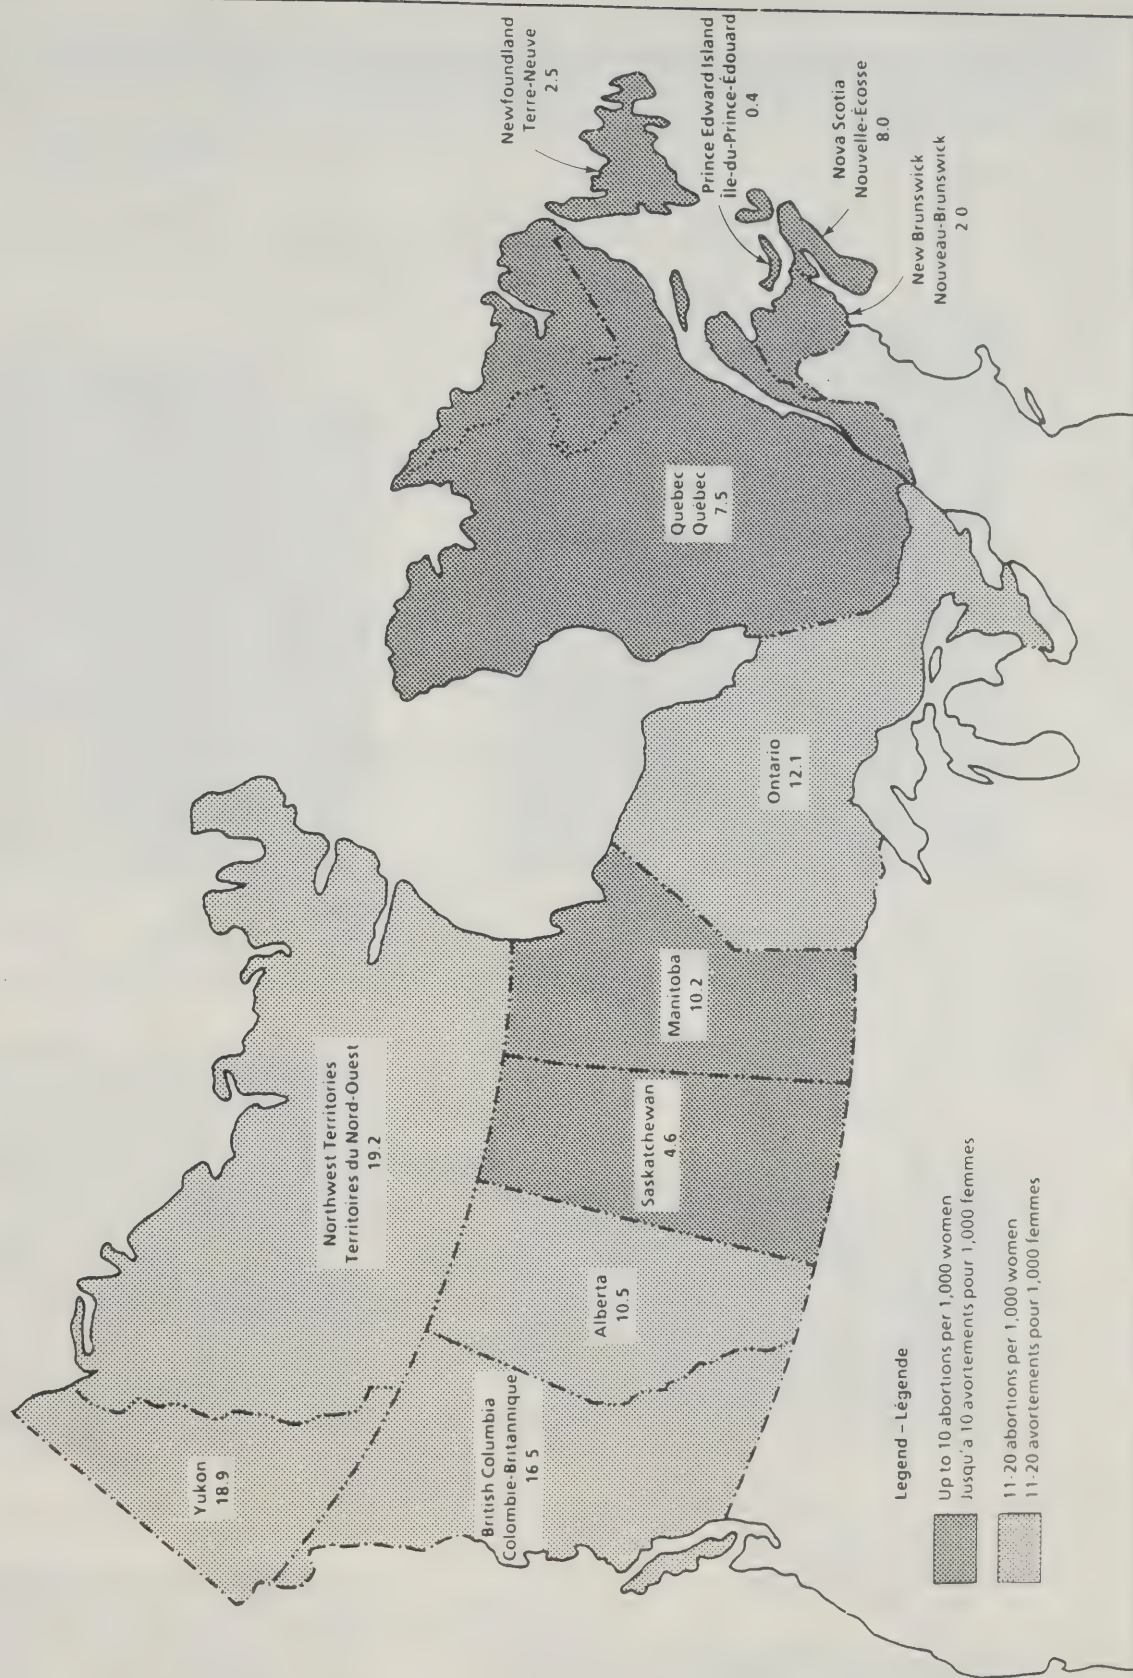 Yukon
18.9
Northwest Territories
Territoires du Nord-Ouest
19.2
British Columbia
Colombie-Britannique
16 5
Alberta
10.5
Saskatchewan
4 6
Manitoba
10.2
Ontario
12.1
Quebec
Québec
7.5
Newfoundland
Terre-Neuve
2.5
Prince Edward Island
Île-du-Prince-Édouard
0.4
Nova Scotia
Nouvelle-Écosse
8.0
New Brunswick
Nouveau-Brunswick
2 0
Legend – Légende
Up to 10 abortions per 1,000 women
Jusqu'a 10 avortements pour 1,000 femmes
11-20 abortions per 1,000 women
11-20 avortements pour 1,000 femmes